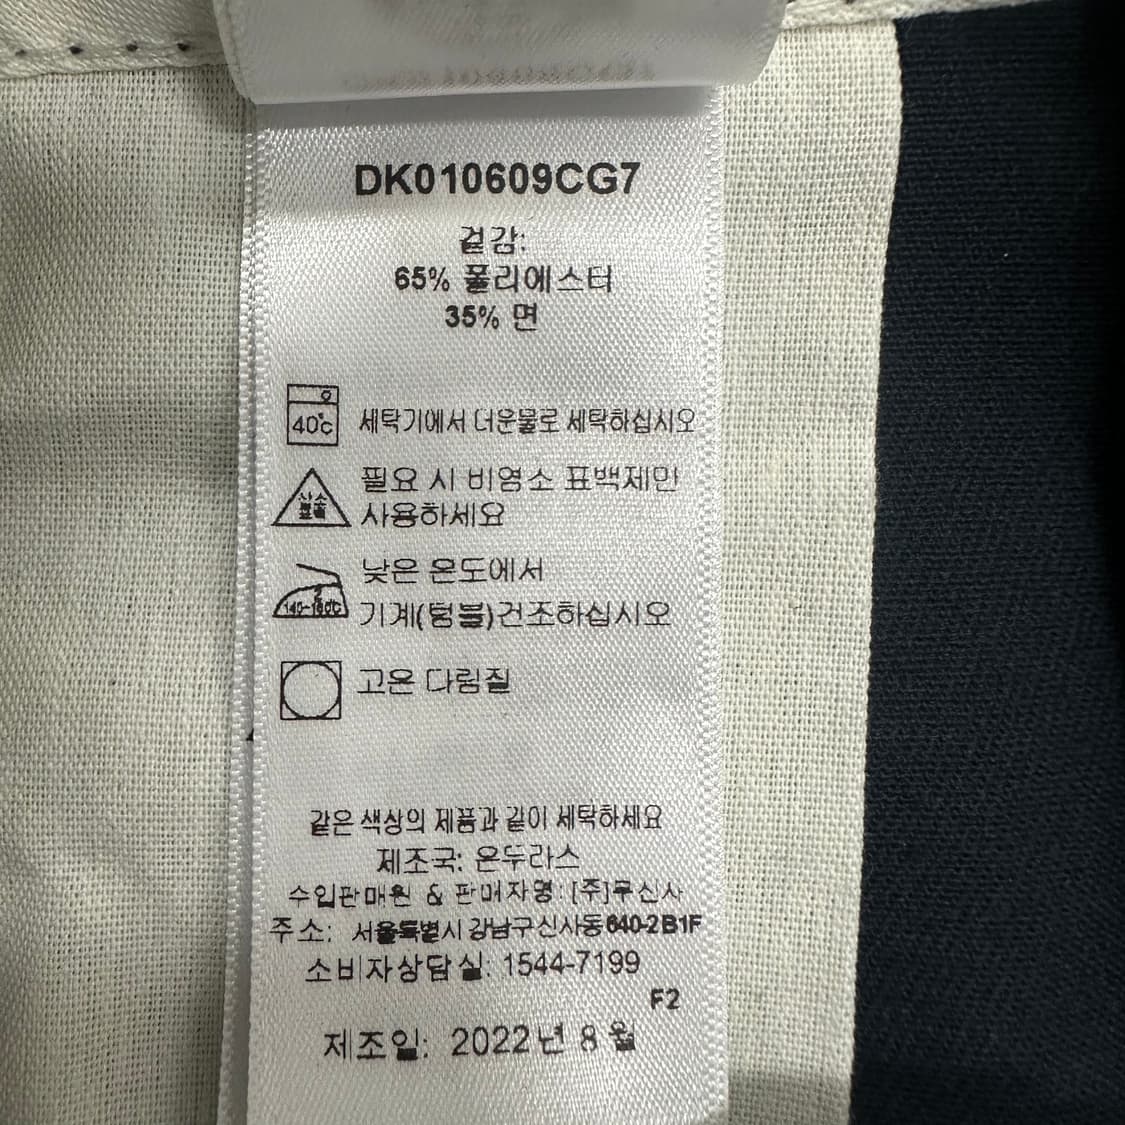 DK010609CG7
겉감:
65% 폴리에스터
35% 면
40℃ 세탁기에서 더운물로 세탁하십시오
필요 시 비영소 표백제만
사용하세요
낮은 온도에서
140-160℃ 기계(텀블)건조하십시오
고온 다림질
같은 색상의 제품과 같이 세탁하세요
제조국: 온두라스
수입판매원 & 판매자명: [주]무신사
주소: 서울특별시 강남구신사동640-2B1F
소비자상담실: 1544-7199
F2
제조일: 2022년 8월